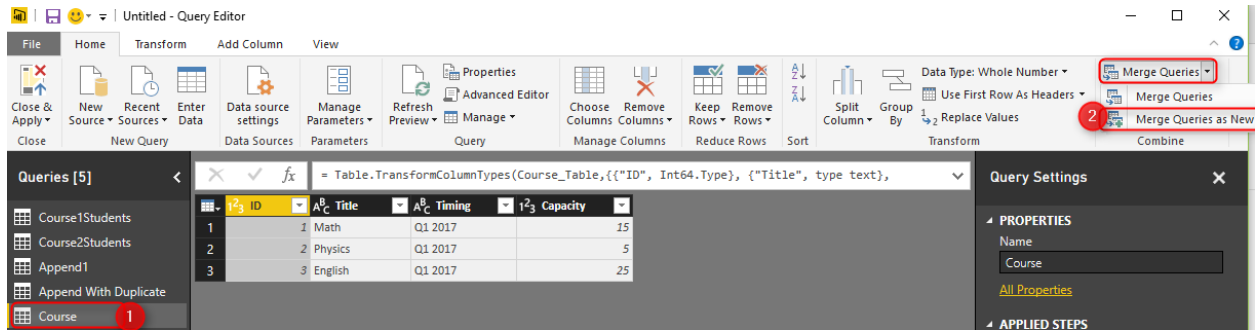 Untitled - Query Editor
File Home Transform Add Column View
Close & Apply
New Source
Recent Sources
Enter Data
Data source settings
Manage Parameters
Refresh Preview
Properties
Advanced Editor
Manage
Choose Columns
Remove Columns
Keep Rows
Remove Rows
Split Column
Group By
Data Type: Whole Number
Use First Row As Headers
Replace Values
Merge Queries
Merge Queries
2 Merge Queries as New
Close New Query Data Sources Parameters Query Manage Columns Reduce Rows Sort Transform Combine
Queries [5]
Course1Students
Course2Students
Append1
Append With Duplicate
Course 1
fx = Table.TransformColumnTypes(Course_Table,{{"ID", Int64.Type}, {"Title", type text},
ID Title Timing Capacity
1 1 Math Q1 2017 15
2 2 Physics Q1 2017 5
3 3 English Q1 2017 25
Query Settings
PROPERTIES
Name
Course
All Properties
APPLIED STEPS